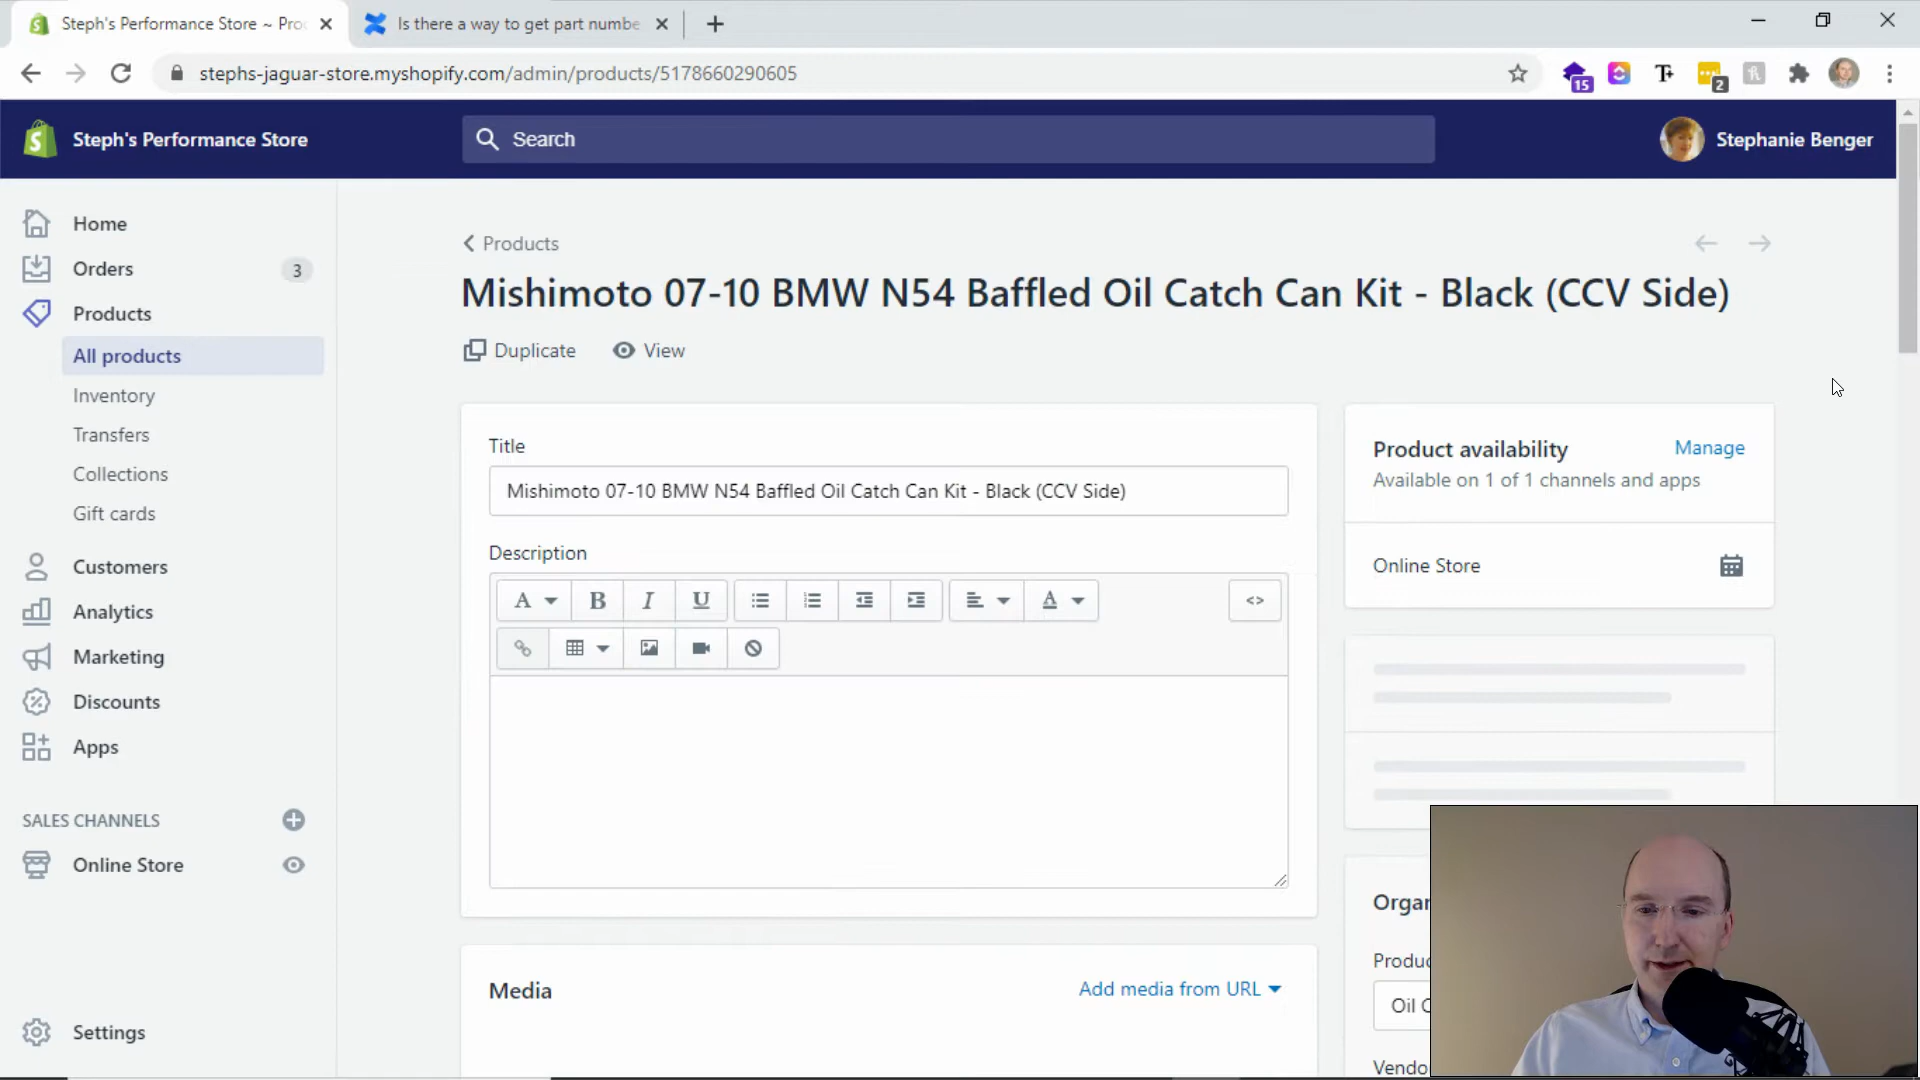 Steph's Performance Store ~ Pro
Is there a way to get part numbe
stephs-jaguar-store.myshopify.com/admin/products/5178660290605
15
2
Steph's Performance Store
Search
Stephanie Benger
Home
Orders
3
Products
All products
Inventory
Transfers
Collections
Gift cards
Customers
Analytics
Marketing
Discounts
Apps
SALES CHANNELS
Online Store
Settings
Products
Mishimoto 07-10 BMW N54 Baffled Oil Catch Can Kit - Black (CCV Side)
Duplicate
View
Title
Mishimoto 07-10 BMW N54 Baffled Oil Catch Can Kit - Black (CCV Side)
Description
A B I U A <>
Media
Add media from URL
Product availability
Manage
Available on 1 of 1 channels and apps
Online Store
Organ
Produc
Oil C
Vendo